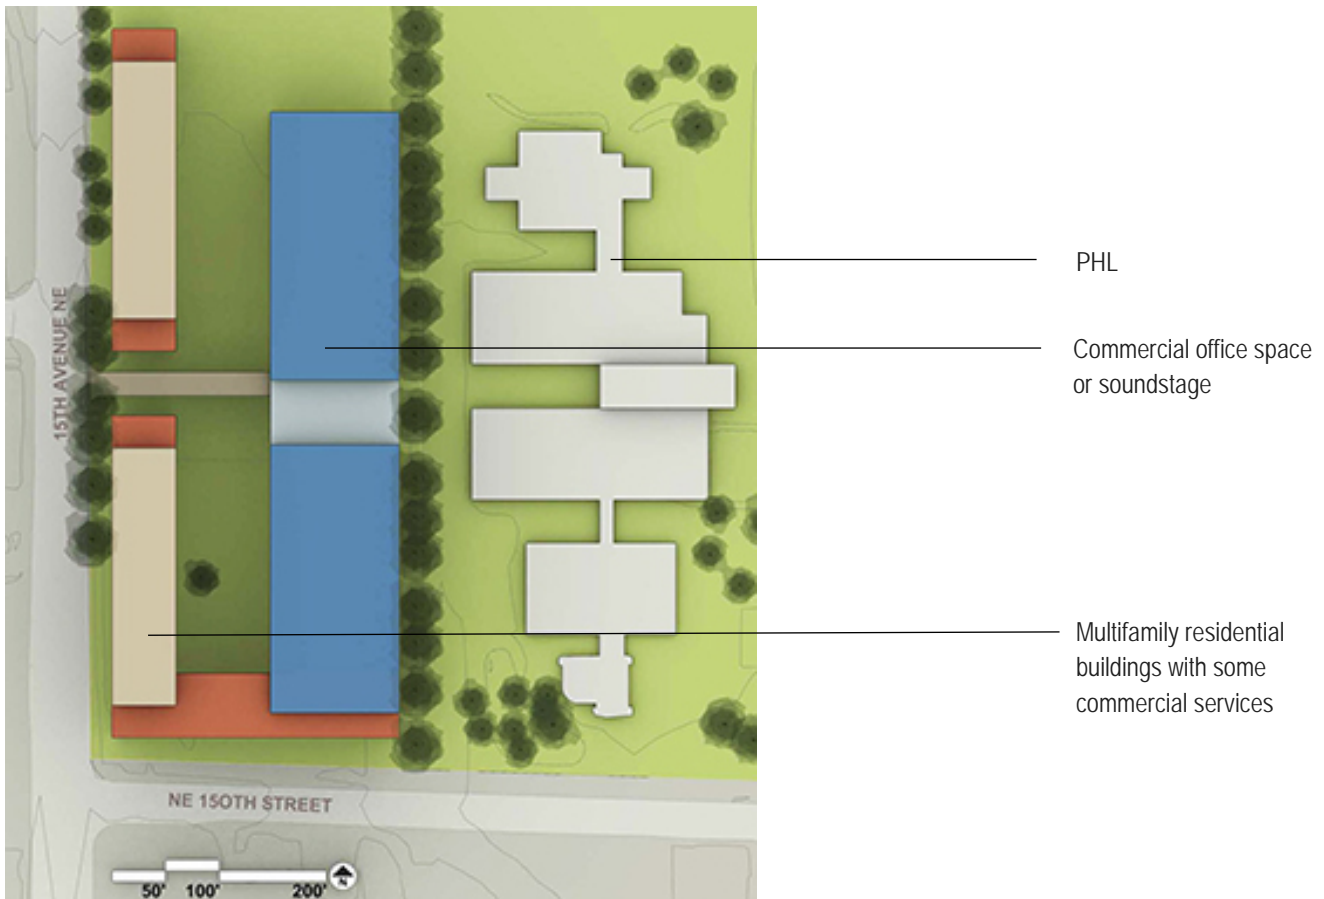 PHL
Commercial office space
or soundstage
15TH AVENUE NE
Multifamily residential
buildings with some
commercial services
NE 150TH STREET
50' 100' 200'
N